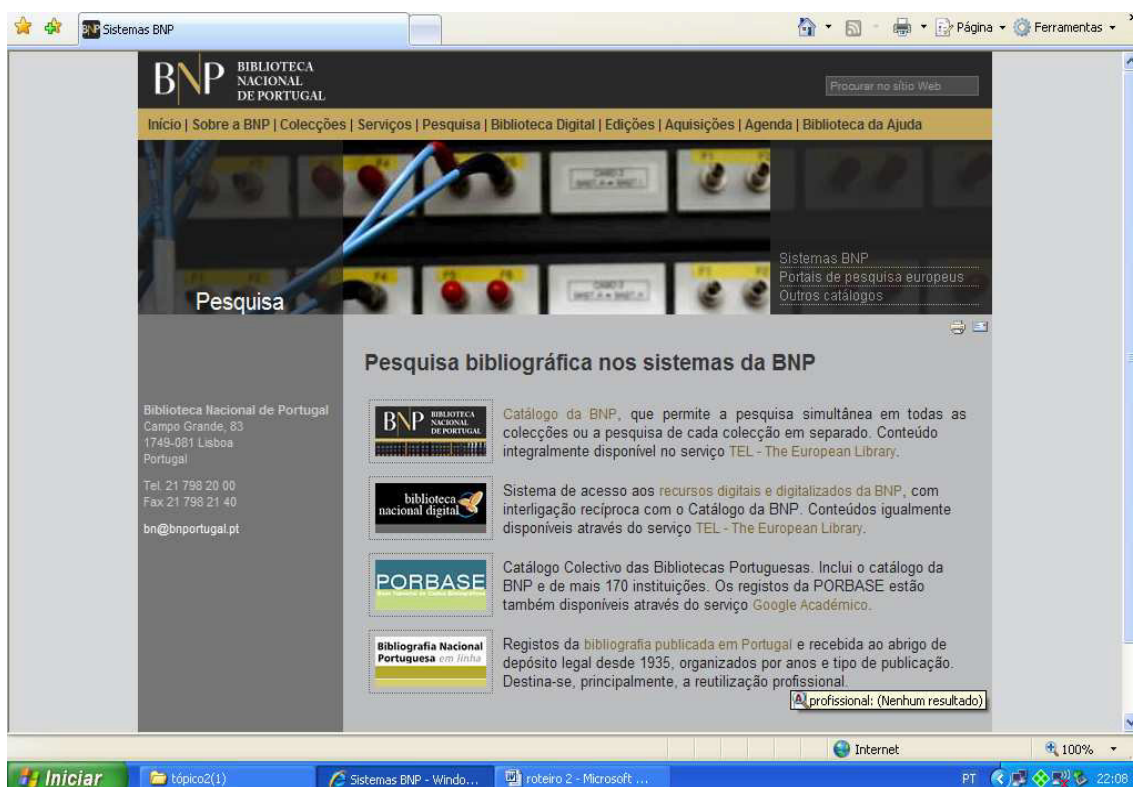 Sistemas BNP
Página
Ferramentas
BNP BIBLIOTECA
NACIONAL
DE PORTUGAL
Procurar no sítio Web
Início | Sobre a BNP | Colecções | Serviços | Pesquisa | Biblioteca Digital | Edições | Aquisições | Agenda | Biblioteca da Ajuda
Sistemas BNP
Portais de pesquisa europeus
Outros catálogos
Pesquisa
Biblioteca Nacional de Portugal
Campo Grande, 83
1749-081 Lisboa
Portugal
Tel. 21 798 20 00
Fax 21 798 21 40
bn@bnportugal.pt
Pesquisa bibliográfica nos sistemas da BNP
BNP BIBLIOTECA
NACIONAL
DE PORTUGAL
Catálogo da BNP, que permite a pesquisa simultânea em todas as
colecções ou a pesquisa de cada colecção em separado. Conteúdo
integralmente disponível no serviço TEL - The European Library.
biblioteca
nacional digital
Sistema de acesso aos recursos digitais e digitalizados da BNP, com
interligação recíproca com o Catálogo da BNP. Conteúdos igualmente
disponíveis através do serviço TEL - The European Library.
PORBASE
Catálogo Colectivo das Bibliotecas Portuguesas. Inclui o catálogo da
BNP e de mais 170 instituições. Os registos da PORBASE estão
também disponíveis através do serviço Google Académico.
Bibliografia Nacional
Portuguesa em linha
Registos da bibliografia publicada em Portugal e recebida ao abrigo de
depósito legal desde 1935, organizados por anos e tipo de publicação.
Destina-se, principalmente, a reutilização profissional.
profissional: (Nenhum resultado)
Internet
100%
Iniciar
tópico2(1)
Sistemas BNP - Windo...
roteiro 2 - Microsoft ...
PT
22:08